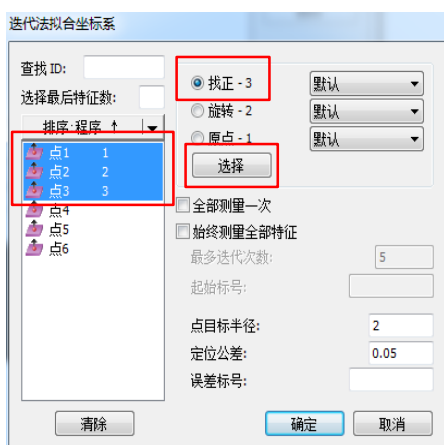 迭代法拟合坐标系
查找 ID:
选择最后特征数:
排序:程序 ↑
点1 1
点2 2
点3 3
点4
点5
点6
清除
找正 - 3 默认
旋转 - 2 默认
原点 - 1 默认
选择
全部测量一次
始终测量全部特征
最多迭代次数: 5
起始标号:
点目标半径: 2
定位公差: 0.05
误差标号:
确定 取消